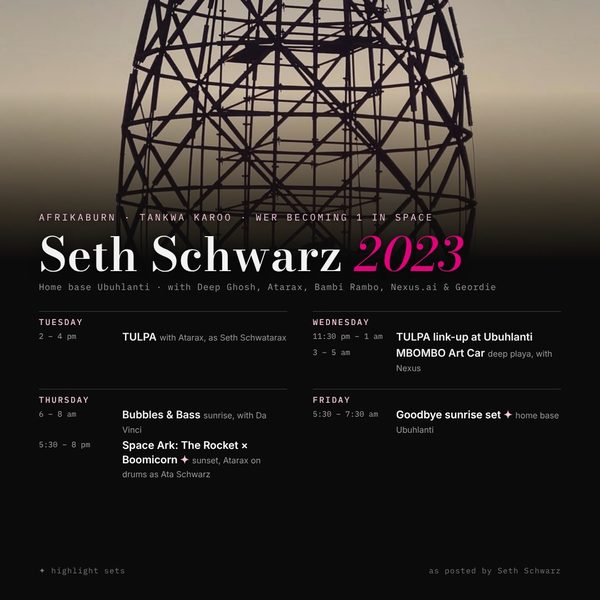 AFRIKABURN · TANKWA KAROO · WER BECOMING 1 IN SPACE
Seth Schwarz 2023
Home base Ubuhlanti · with Deep Ghosh, Atarax, Bambi Rambo, Nexus.ai & Geordie
TUESDAY
2 – 4 pm TULPA with Atarax, as Seth Schwatarax
WEDNESDAY
11:30 pm – 1 am TULPA link-up at Ubuhlanti
3 – 5 am MBOMBO Art Car deep playa, with
Nexus
THURSDAY
6 – 8 am Bubbles & Bass sunrise, with Da
Vinci
5:30 – 8 pm Space Ark: The Rocket ×
Boomicorn ✦ sunset, Atarax on
drums as Ata Schwarz
FRIDAY
5:30 – 7:30 am Goodbye sunrise set ✦ home base
Ubuhlanti
✦ highlight sets
as posted by Seth Schwarz